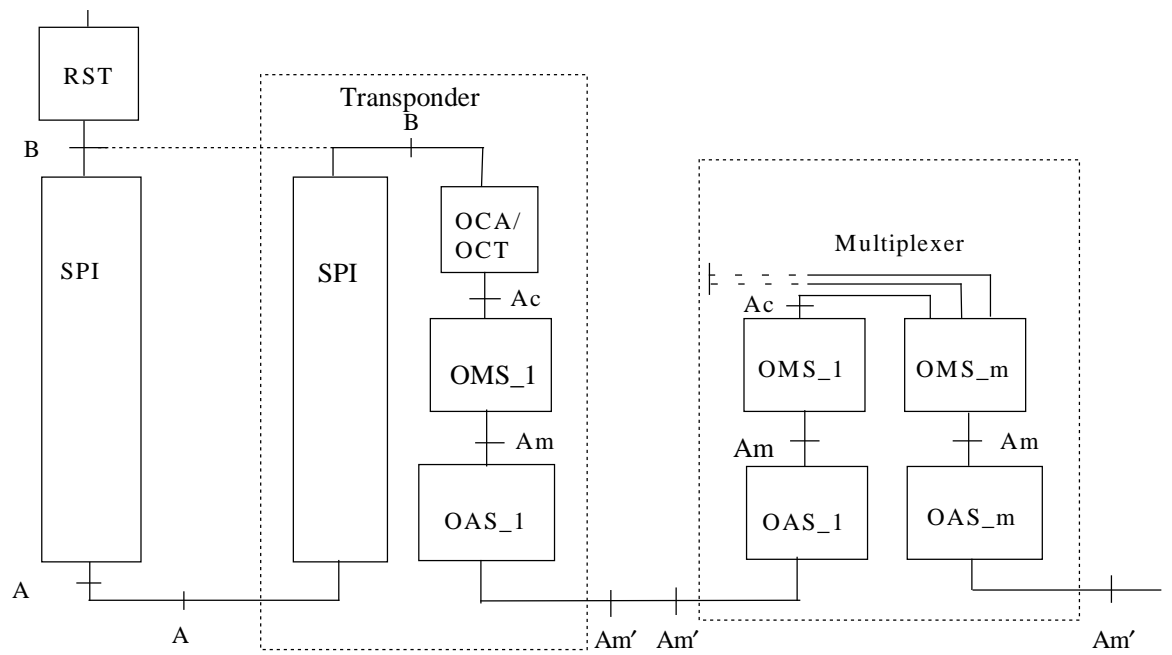 RST
B
SPI
A
A
Transponder
B
SPI
OCA/
OCT
Ac
OMS_1
Am
OAS_1
Am′
Am′
Multiplexer
Ac
OMS_1
OMS_m
Am
Am
OAS_1
OAS_m
Am′